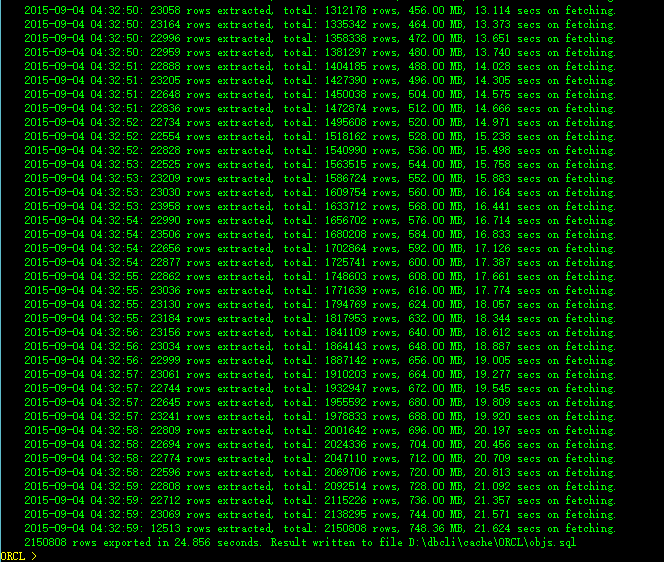 2015-09-04 04:32:50: 23058 rows extracted, total: 1312178 rows, 456.00 MB, 13.114 secs on fetching.
2015-09-04 04:32:50: 23164 rows extracted, total: 1335342 rows, 464.00 MB, 13.373 secs on fetching.
2015-09-04 04:32:50: 22996 rows extracted, total: 1358338 rows, 472.00 MB, 13.651 secs on fetching.
2015-09-04 04:32:50: 22959 rows extracted, total: 1381297 rows, 480.00 MB, 13.740 secs on fetching.
2015-09-04 04:32:51: 22888 rows extracted, total: 1404185 rows, 488.00 MB, 14.028 secs on fetching.
2015-09-04 04:32:51: 23205 rows extracted, total: 1427390 rows, 496.00 MB, 14.305 secs on fetching.
2015-09-04 04:32:51: 22648 rows extracted, total: 1450038 rows, 504.00 MB, 14.575 secs on fetching.
2015-09-04 04:32:51: 22836 rows extracted, total: 1472874 rows, 512.00 MB, 14.666 secs on fetching.
2015-09-04 04:32:52: 22734 rows extracted, total: 1495608 rows, 520.00 MB, 14.971 secs on fetching.
2015-09-04 04:32:52: 22554 rows extracted, total: 1518162 rows, 528.00 MB, 15.238 secs on fetching.
2015-09-04 04:32:52: 22828 rows extracted, total: 1540990 rows, 536.00 MB, 15.498 secs on fetching.
2015-09-04 04:32:53: 22525 rows extracted, total: 1563515 rows, 544.00 MB, 15.758 secs on fetching.
2015-09-04 04:32:53: 23209 rows extracted, total: 1586724 rows, 552.00 MB, 15.883 secs on fetching.
2015-09-04 04:32:53: 23030 rows extracted, total: 1609754 rows, 560.00 MB, 16.164 secs on fetching.
2015-09-04 04:32:53: 23958 rows extracted, total: 1633712 rows, 568.00 MB, 16.441 secs on fetching.
2015-09-04 04:32:54: 22990 rows extracted, total: 1656702 rows, 576.00 MB, 16.714 secs on fetching.
2015-09-04 04:32:54: 23506 rows extracted, total: 1680208 rows, 584.00 MB, 16.833 secs on fetching.
2015-09-04 04:32:54: 22656 rows extracted, total: 1702864 rows, 592.00 MB, 17.126 secs on fetching.
2015-09-04 04:32:54: 22877 rows extracted, total: 1725741 rows, 600.00 MB, 17.387 secs on fetching.
2015-09-04 04:32:55: 22862 rows extracted, total: 1748603 rows, 608.00 MB, 17.661 secs on fetching.
2015-09-04 04:32:55: 23036 rows extracted, total: 1771639 rows, 616.00 MB, 17.774 secs on fetching.
2015-09-04 04:32:55: 23130 rows extracted, total: 1794769 rows, 624.00 MB, 18.057 secs on fetching.
2015-09-04 04:32:55: 23184 rows extracted, total: 1817953 rows, 632.00 MB, 18.344 secs on fetching.
2015-09-04 04:32:56: 23156 rows extracted, total: 1841109 rows, 640.00 MB, 18.612 secs on fetching.
2015-09-04 04:32:56: 23034 rows extracted, total: 1864143 rows, 648.00 MB, 18.887 secs on fetching.
2015-09-04 04:32:56: 22999 rows extracted, total: 1887142 rows, 656.00 MB, 19.005 secs on fetching.
2015-09-04 04:32:57: 23061 rows extracted, total: 1910203 rows, 664.00 MB, 19.277 secs on fetching.
2015-09-04 04:32:57: 22744 rows extracted, total: 1932947 rows, 672.00 MB, 19.545 secs on fetching.
2015-09-04 04:32:57: 22645 rows extracted, total: 1955592 rows, 680.00 MB, 19.809 secs on fetching.
2015-09-04 04:32:57: 23241 rows extracted, total: 1978833 rows, 688.00 MB, 19.920 secs on fetching.
2015-09-04 04:32:58: 22809 rows extracted, total: 2001642 rows, 696.00 MB, 20.197 secs on fetching.
2015-09-04 04:32:58: 22694 rows extracted, total: 2024336 rows, 704.00 MB, 20.456 secs on fetching.
2015-09-04 04:32:58: 22774 rows extracted, total: 2047110 rows, 712.00 MB, 20.709 secs on fetching.
2015-09-04 04:32:58: 22596 rows extracted, total: 2069706 rows, 720.00 MB, 20.813 secs on fetching.
2015-09-04 04:32:59: 22808 rows extracted, total: 2092514 rows, 728.00 MB, 21.092 secs on fetching.
2015-09-04 04:32:59: 22712 rows extracted, total: 2115226 rows, 736.00 MB, 21.357 secs on fetching.
2015-09-04 04:32:59: 23069 rows extracted, total: 2138295 rows, 744.00 MB, 21.571 secs on fetching.
2015-09-04 04:32:59: 12513 rows extracted, total: 2150808 rows, 748.36 MB, 21.624 secs on fetching.
2150808 rows exported in 24.856 seconds. Result written to file D:\dbcli\cache\ORCL\objs.sql
ORCL >